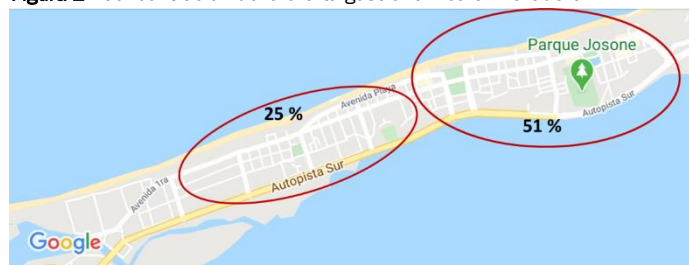 Parque Josone
Avenida Playa
25 %
Autopista Sur
51 %
Autopista Sur
Avenida 1ra
Google